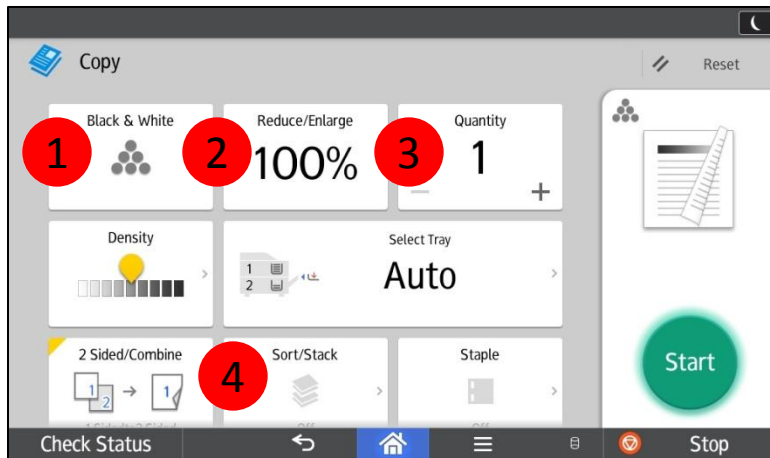 Copy
Reset
Black & White
Reduce/Enlarge
Quantity
1
2
100%
3
1
Density
Select Tray
1
2
Auto
2 Sided/Combine
Sort/Stack
Staple
1
2
1
4
Start
Check Status
Stop